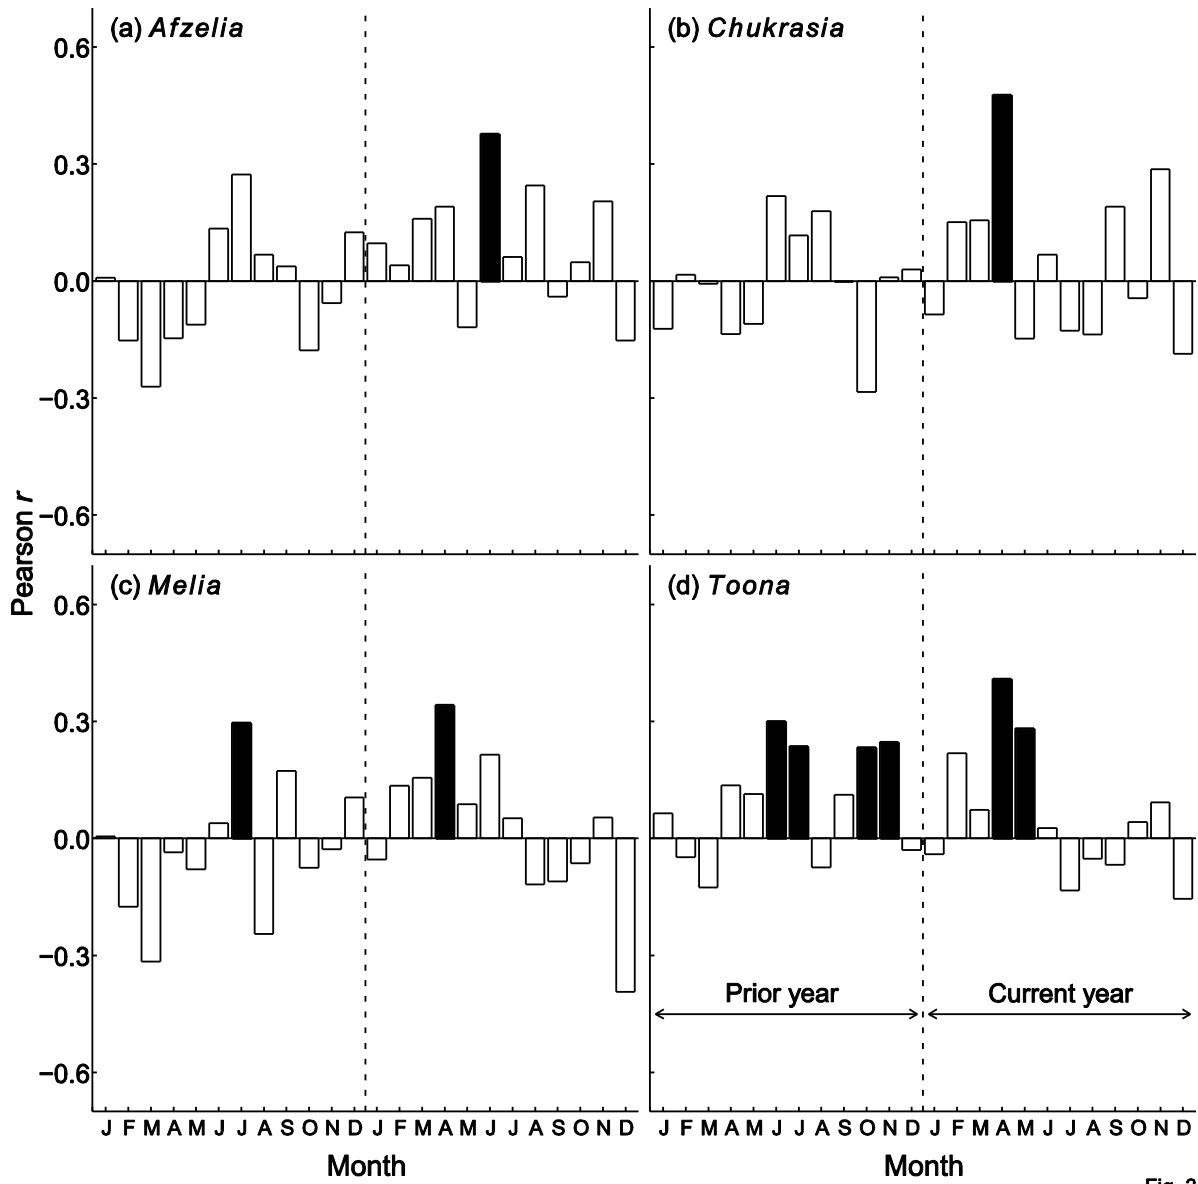 (a) Afzelia
(b) Chukrasia
0.6
0.3
0.0
−0.3
−0.6
Pearson r
(c) Melia
(d) Toona
0.6
0.3
0.0
−0.3
−0.6
Prior year
Current year
J F M A M J J A S O N D J F M A M J J A S O N D
J F M A M J J A S O N D J F M A M J J A S O N D
Month
Month